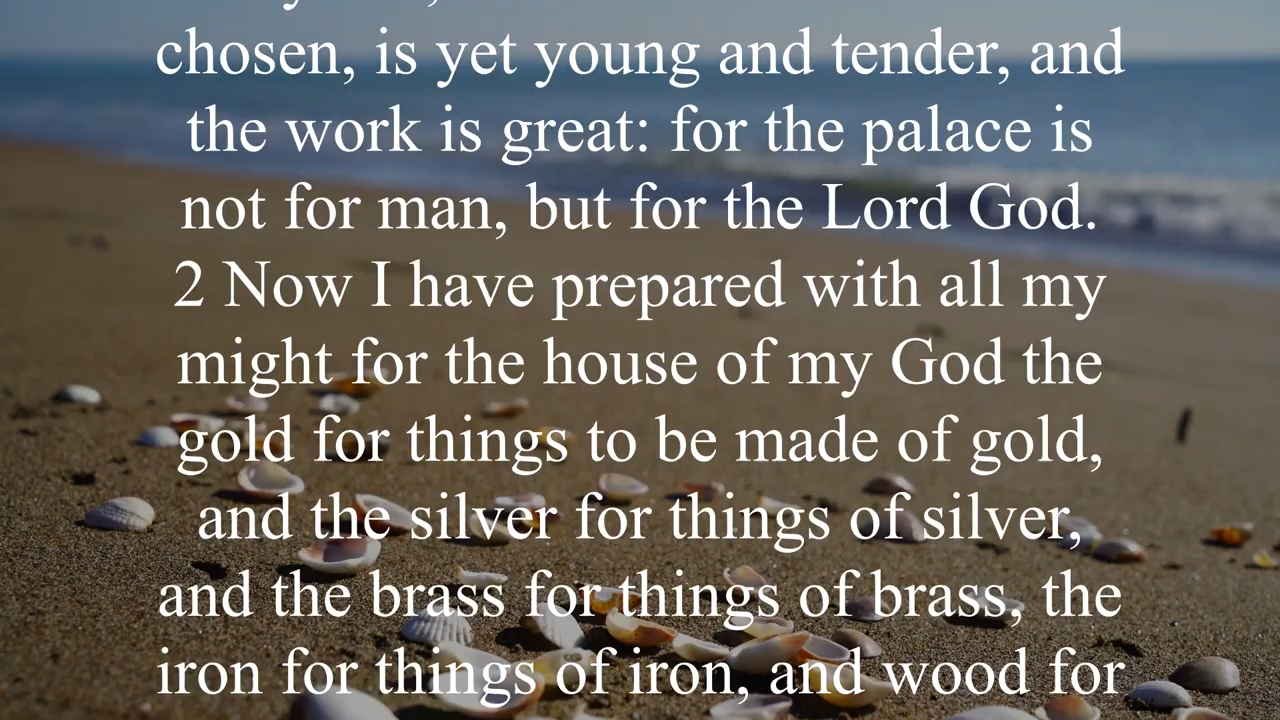 chosen, is yet young and tender, and
the work is great: for the palace is
not for man, but for the Lord God.
2 Now I have prepared with all my
might for the house of my God the
gold for things to be made of gold,
and the silver for things of silver,
and the brass for things of brass, the
iron for things of iron, and wood for